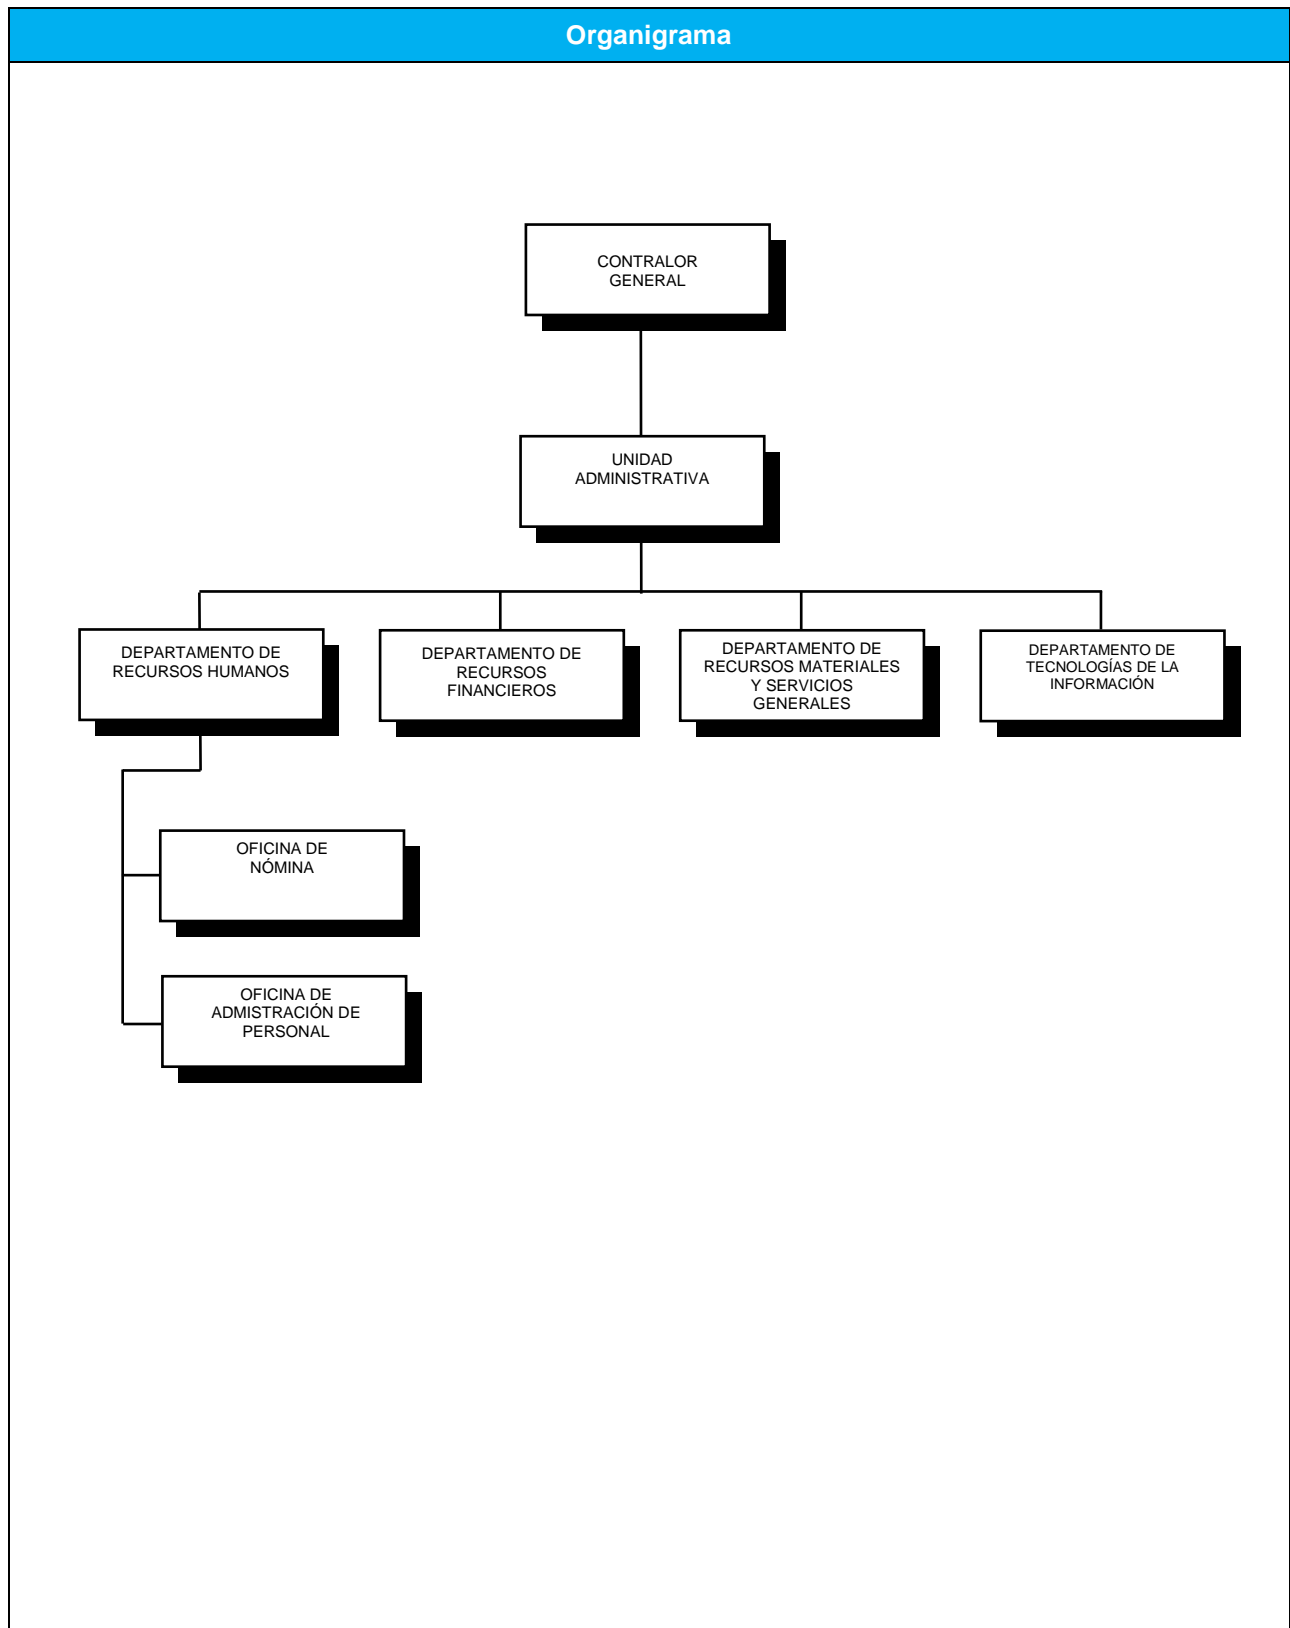 Organigrama
CONTRALOR
GENERAL
UNIDAD
ADMINISTRATIVA
DEPARTAMENTO DE
RECURSOS HUMANOS
DEPARTAMENTO DE
RECURSOS
FINANCIEROS
DEPARTAMENTO DE
RECURSOS MATERIALES
Y SERVICIOS
GENERALES
DEPARTAMENTO DE
TECNOLOGÍAS DE LA
INFORMACIÓN
OFICINA DE
NÓMINA
OFICINA DE
ADMISTRACIÓN DE
PERSONAL